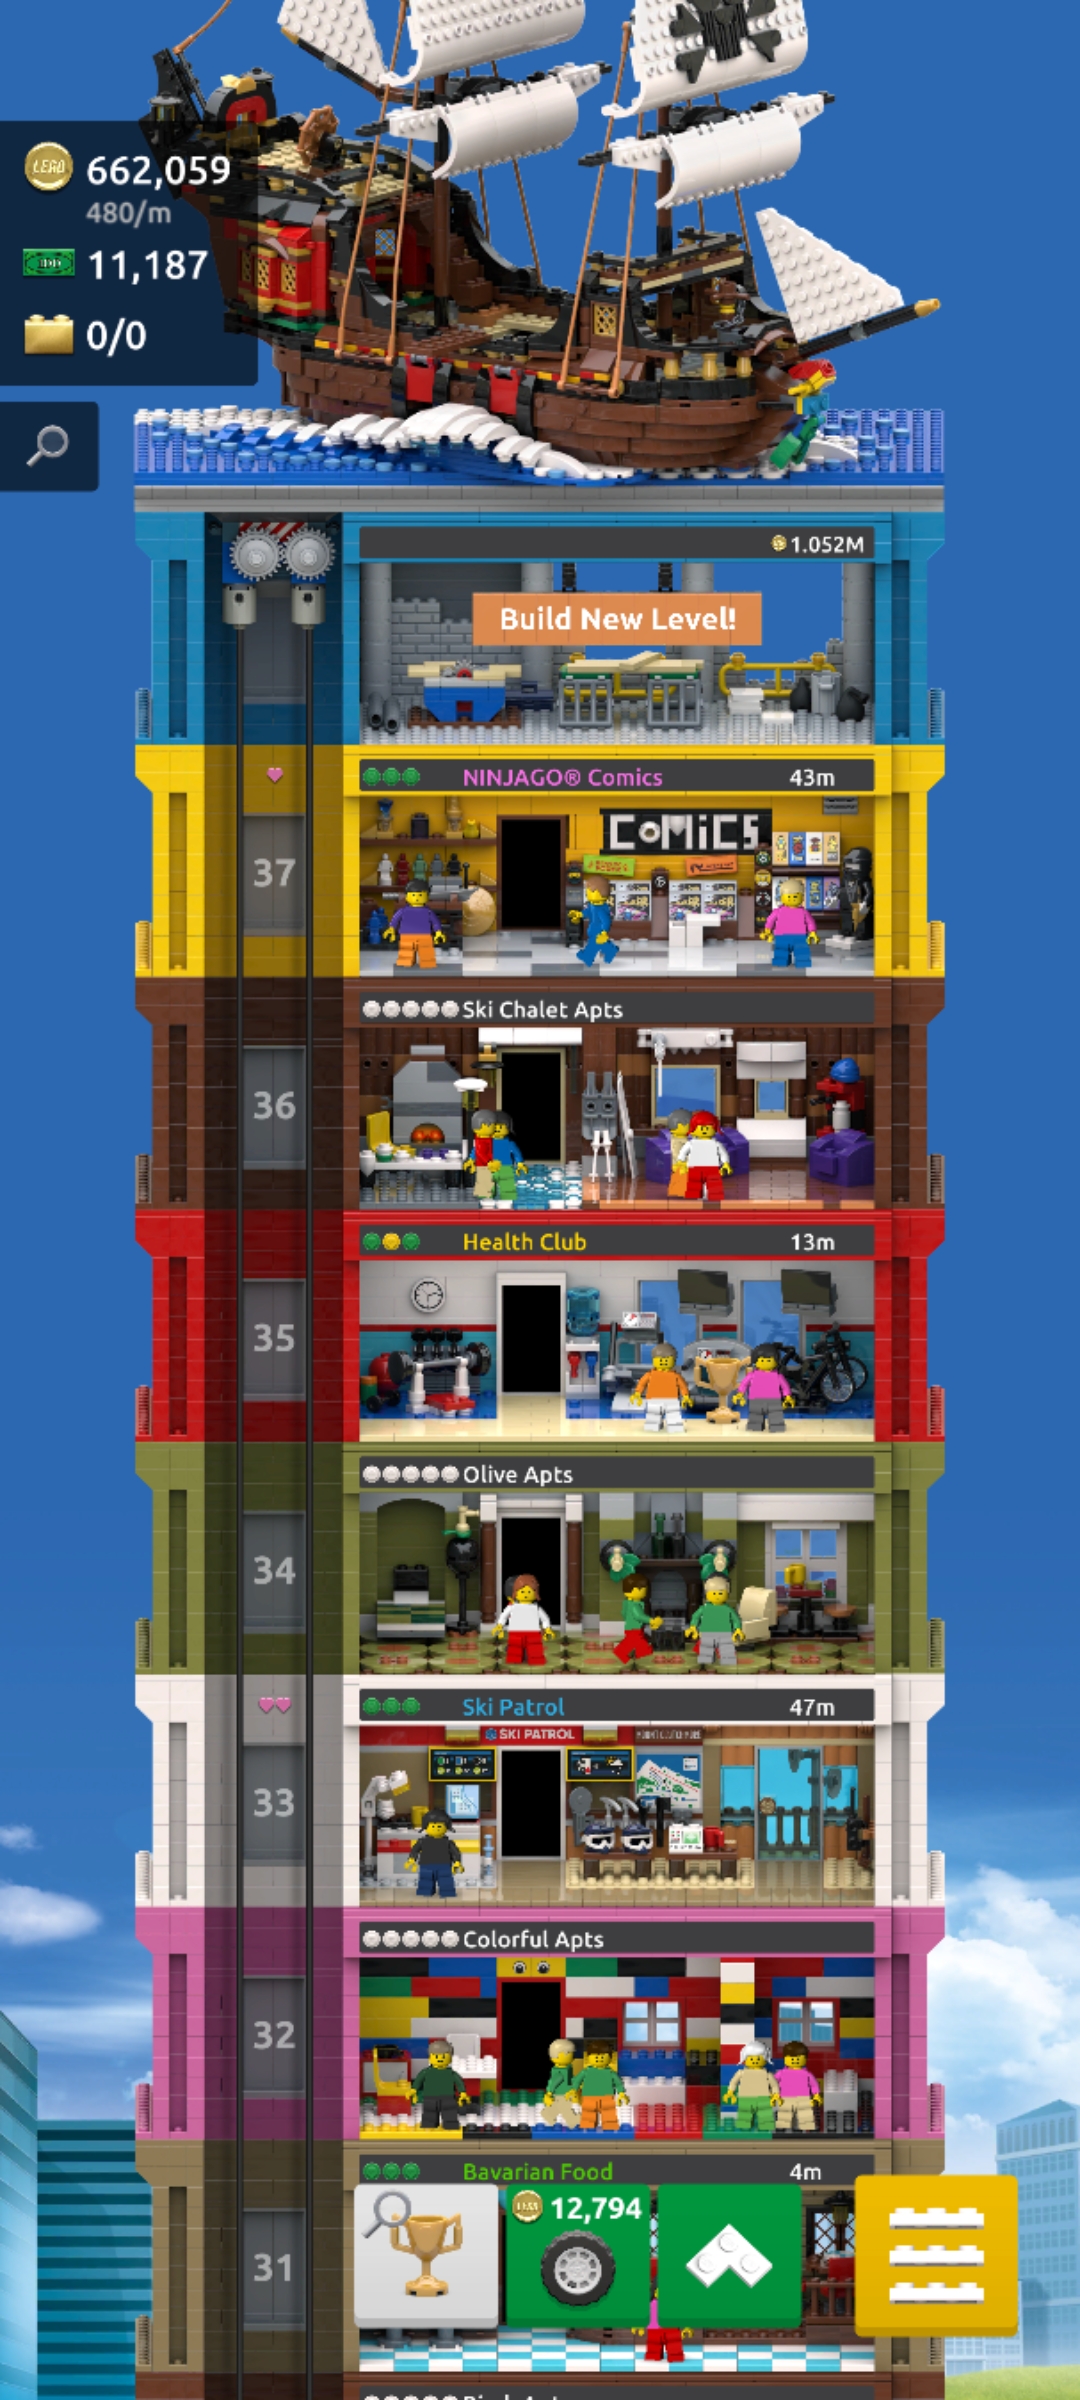 LEGO
662,059
480/m
11,187
0/0
1.052M
Build New Level!
NINJAGO® Comics
43m
COMiCS
37
Ski Chalet Apts
36
Health Club
13m
35
Olive Apts
34
Ski Patrol
47m
SKI PATROL
33
Colorful Apts
32
Bavarian Food
4m
12,794
31